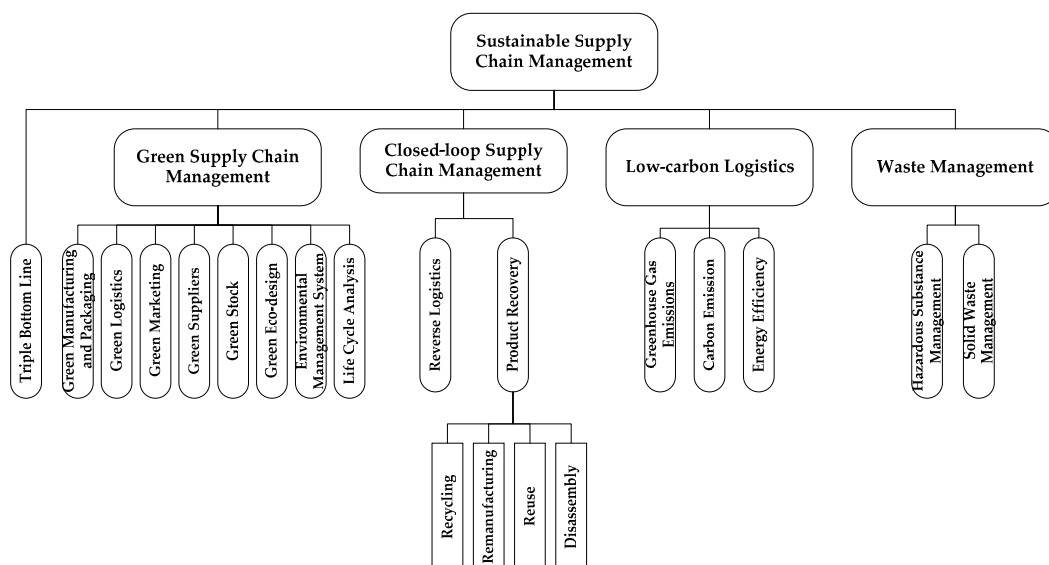 Sustainable Supply
Chain Management
Green Supply Chain
Management
Closed-loop Supply
Chain Management
Low-carbon Logistics
Waste Management
Triple Bottom Line
Green Manufacturing
and Packaging
Green Logistics
Green Marketing
Green Suppliers
Green Stock
Green Eco-design
Environmental
Management System
Life Cycle Analysis
Reverse Logistics
Product Recovery
Greenhouse Gas
Emissions
Carbon Emission
Energy Efficiency
Hazardous Substance
Management
Solid Waste
Management
Recycling
Remanufacturing
Reuse
Disassembly